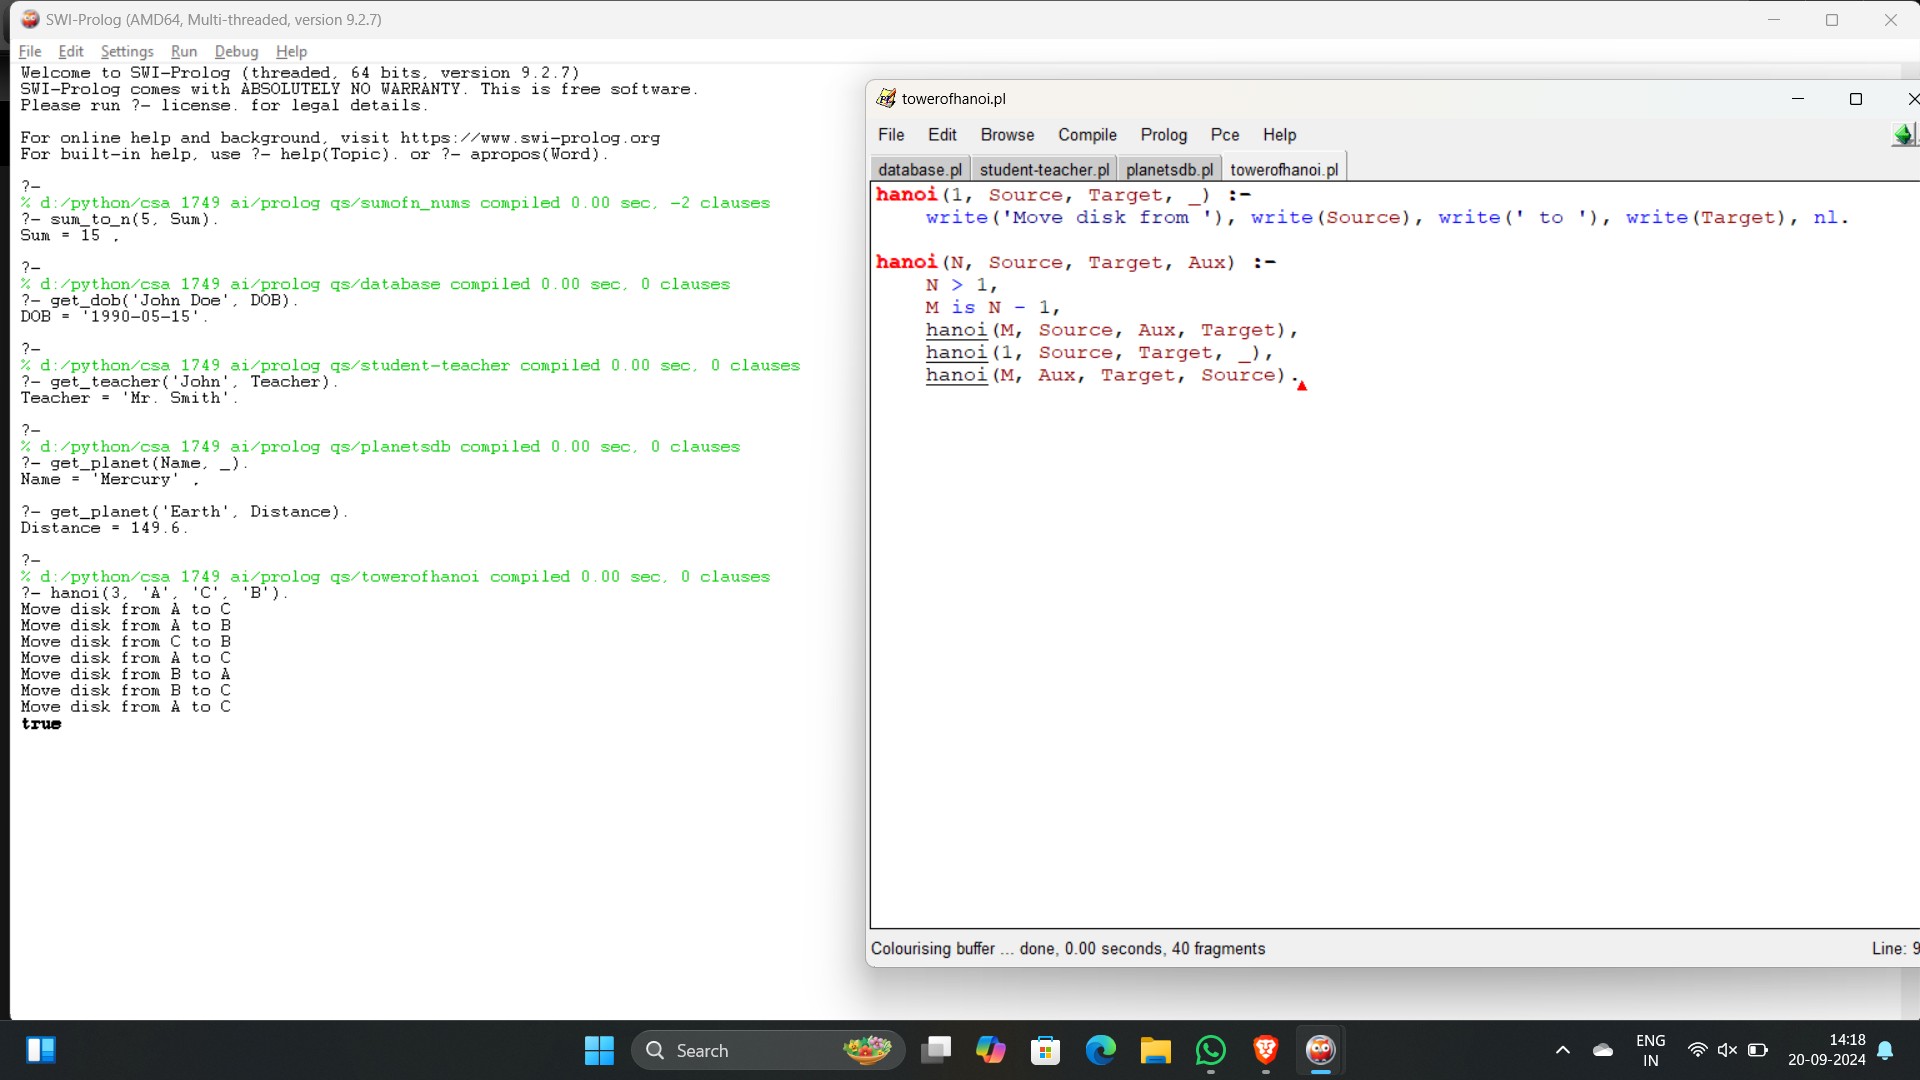 SWI-Prolog (AMD64, Multi-threaded, version 9.2.7)
File Edit Settings Run Debug Help
Welcome to SWI-Prolog (threaded, 64 bits, version 9.2.7)
SWI-Prolog comes with ABSOLUTELY NO WARRANTY. This is free software.
Please run ?- license. for legal details.
For online help and background, visit https://www.swi-prolog.org
For built-in help, use ?- help(Topic). or ?- apropos(Word).
?-
% d:/python/csa 1749 ai/prolog qs/sumofn_nums compiled 0.00 sec, -2 clauses
?- sum_to_n(5, Sum).
Sum = 15 ,
?-
% d:/python/csa 1749 ai/prolog qs/database compiled 0.00 sec, 0 clauses
?- get_dob('John Doe', DOB).
DOB = '1990-05-15'.
?-
% d:/python/csa 1749 ai/prolog qs/student-teacher compiled 0.00 sec, 0 clauses
?- get_teacher('John', Teacher).
Teacher = 'Mr. Smith'.
?-
% d:/python/csa 1749 ai/prolog qs/planetsdb compiled 0.00 sec, 0 clauses
?- get_planet(Name, _).
Name = 'Mercury' ,
?- get_planet('Earth', Distance).
Distance = 149.6.
?-
% d:/python/csa 1749 ai/prolog qs/towerofhanoi compiled 0.00 sec, 0 clauses
?- hanoi(3, 'A', 'C', 'B').
Move disk from A to C
Move disk from A to B
Move disk from C to B
Move disk from A to C
Move disk from B to A
Move disk from B to C
Move disk from A to C
true
towerofhanoi.pl
File Edit Browse Compile Prolog Pce Help
database.pl student-teacher.pl planetsdb.pl towerofhanoi.pl
hanoi(1, Source, Target, _) :-
write('Move disk from '), write(Source), write(' to '), write(Target), nl.
hanoi(N, Source, Target, Aux) :-
N > 1,
M is N - 1,
hanoi(M, Source, Aux, Target),
hanoi(1, Source, Target, _),
hanoi(M, Aux, Target, Source).
Colourising buffer ... done, 0.00 seconds, 40 fragments
Line: 9
Search
ENG
IN
14:18
20-09-2024